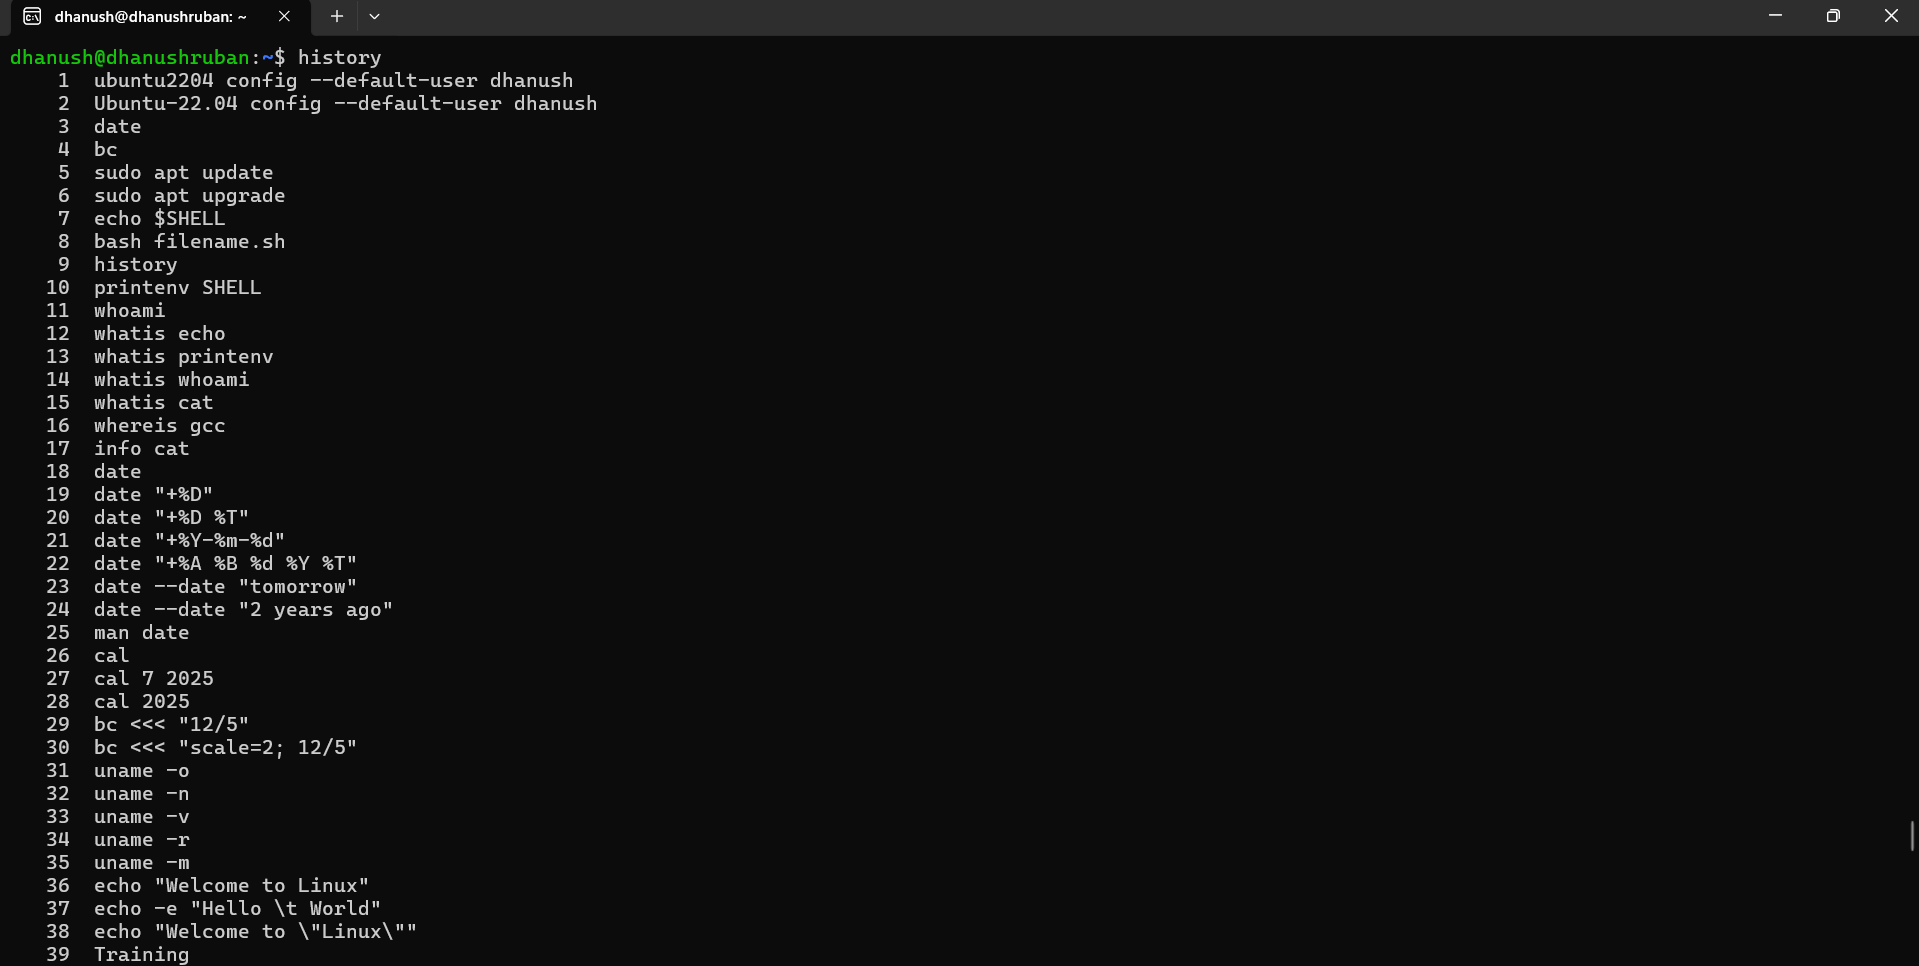 dhanush@dhanushruban: ~
dhanush@dhanushruban:~$ history
1 ubuntu2204 config --default-user dhanush
2 Ubuntu-22.04 config --default-user dhanush
3 date
4 bc
5 sudo apt update
6 sudo apt upgrade
7 echo $SHELL
8 bash filename.sh
9 history
10 printenv SHELL
11 whoami
12 whatis echo
13 whatis printenv
14 whatis whoami
15 whatis cat
16 whereis gcc
17 info cat
18 date
19 date "+%D"
20 date "+%D %T"
21 date "+%Y-%m-%d"
22 date "+%A %B %d %Y %T"
23 date --date "tomorrow"
24 date --date "2 years ago"
25 man date
26 cal
27 cal 7 2025
28 cal 2025
29 bc <<< "12/5"
30 bc <<< "scale=2; 12/5"
31 uname -o
32 uname -n
33 uname -v
34 uname -r
35 uname -m
36 echo "Welcome to Linux"
37 echo -e "Hello \t World"
38 echo "Welcome to \"Linux\""
39 Training